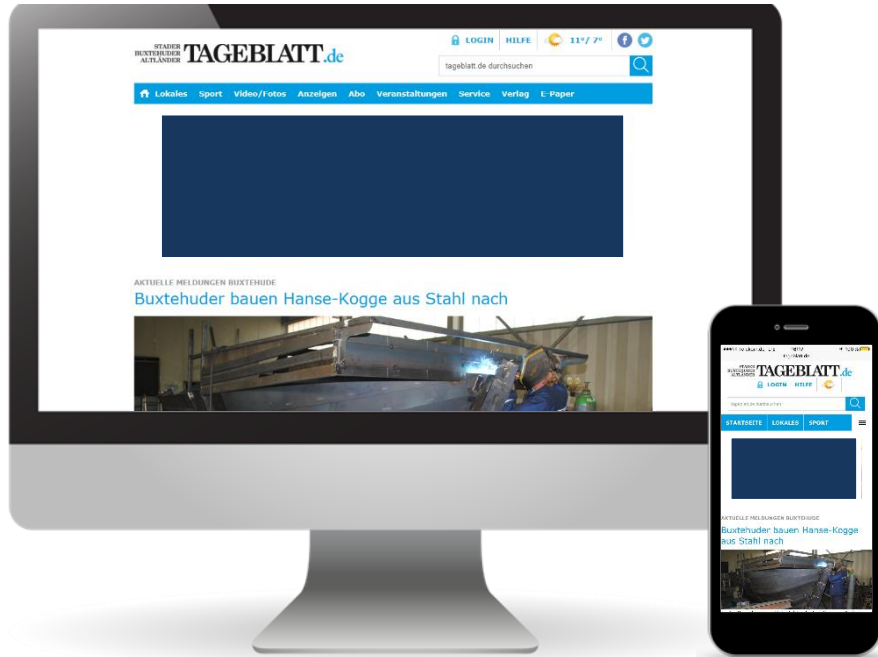 LOGIN HILFE 11°/ 7°
STADER
BUXTEHUDER
ALTLÄNDER
TAGEBLATT.de
tageblatt.de durchsuchen
Lokales Sport Video/Fotos Anzeigen Abo Veranstaltungen Service Verlag E-Paper
AKTUELLE MELDUNGEN BUXTEHUDE
Buxtehuder bauen Hanse-Kogge aus Stahl nach
STADER
BUXTEHUDER
ALTLÄNDER
TAGEBLATT.de
LOGIN HILFE
STARTSEITE LOKALES SPORT
AKTUELLE MELDUNGEN BUXTEHUDE
Buxtehuder bauen Hanse-Kogge
aus Stahl nach